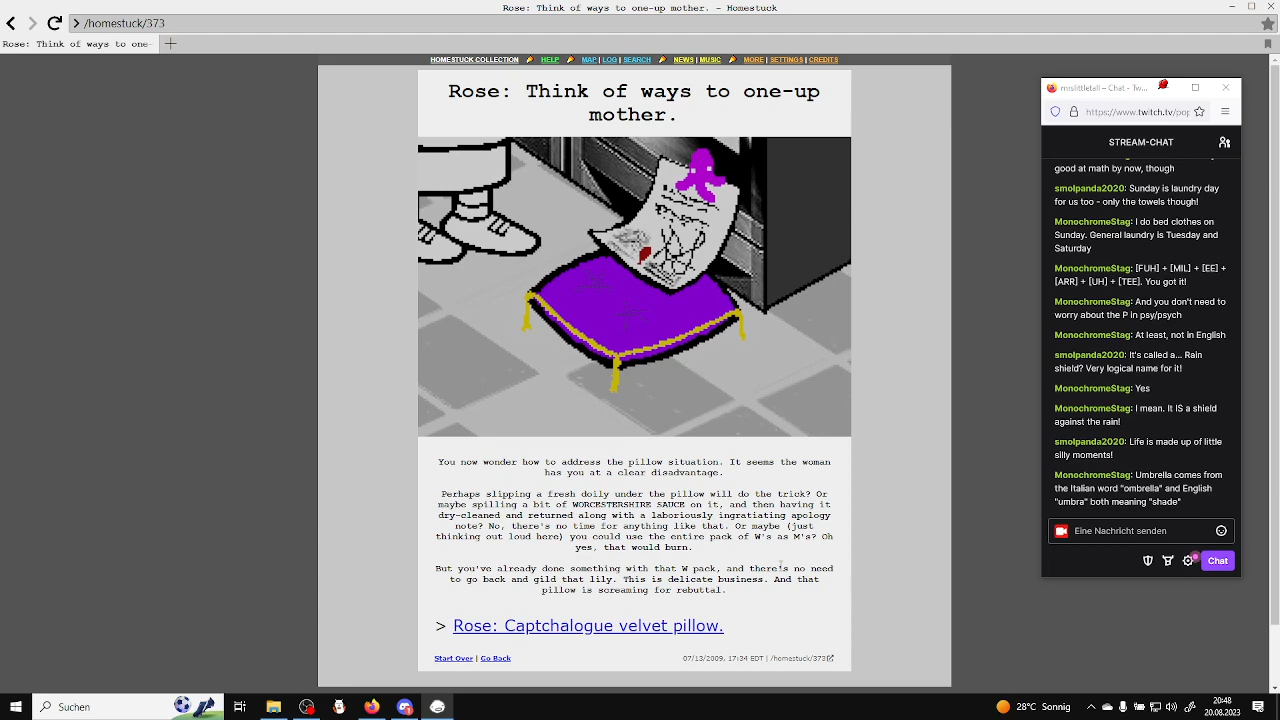 Rose: Think of ways to one-up mother. - Homestuck
> /homestuck/373
Rose: Think of ways to one-
HOMESTUCK COLLECTION HELP MAP | LOG | SEARCH NEWS | MUSIC MORE | SETTINGS | CREDITS
Rose: Think of ways to one-up
mother.
You now wonder how to address the pillow situation. It seems the woman
has you at a clear disadvantage.
Perhaps slipping a fresh doily under the pillow will do the trick? Or
maybe spilling a bit of WORCESTERSHIRE SAUCE on it, and then having it
dry-cleaned and returned along with a laboriously ingratiating apology
note? No, there's no time for anything like that. Or maybe (just
thinking out loud here) you could use the entire pack of W's as M's? Oh
yes, that would burn.
But you've already done something with that W pack, and there's no need
to go back and gild that lily. This is delicate business. And that
pillow is screaming for rebuttal.
> Rose: Captchalogue velvet pillow.
Start Over | Go Back
07/13/2009, 17:34 EDT | /homestuck/373
mrslittletall – Chat - Tw...
https://www.twitch.tv/pop
STREAM-CHAT
good at math by now, though
smolpanda2020: Sunday is laundry day
for us too - only the towels though!
MonochromeStag: I do bed clothes on
Sunday. General laundry is Tuesday and
Saturday
MonochromeStag: [FUH] + [MIL] + [EE] +
[ARR] + [UH] + [TEE]. You got it!
MonochromeStag: And you don't need to
worry about the P in psy/psych
MonochromeStag: At least, not in English
smolpanda2020: It's called a... Rain
shield? Very logical name for it!
MonochromeStag: Yes
MonochromeStag: I mean. It IS a shield
against the rain!
smolpanda2020: Life is made up of little
silly moments!
MonochromeStag: Umbrella comes from
the Italian word "ombrella" and English
"umbra" both meaning "shade"
Eine Nachricht senden
Chat
Suchen
28°C Sonnig
20:48
20.08.2023